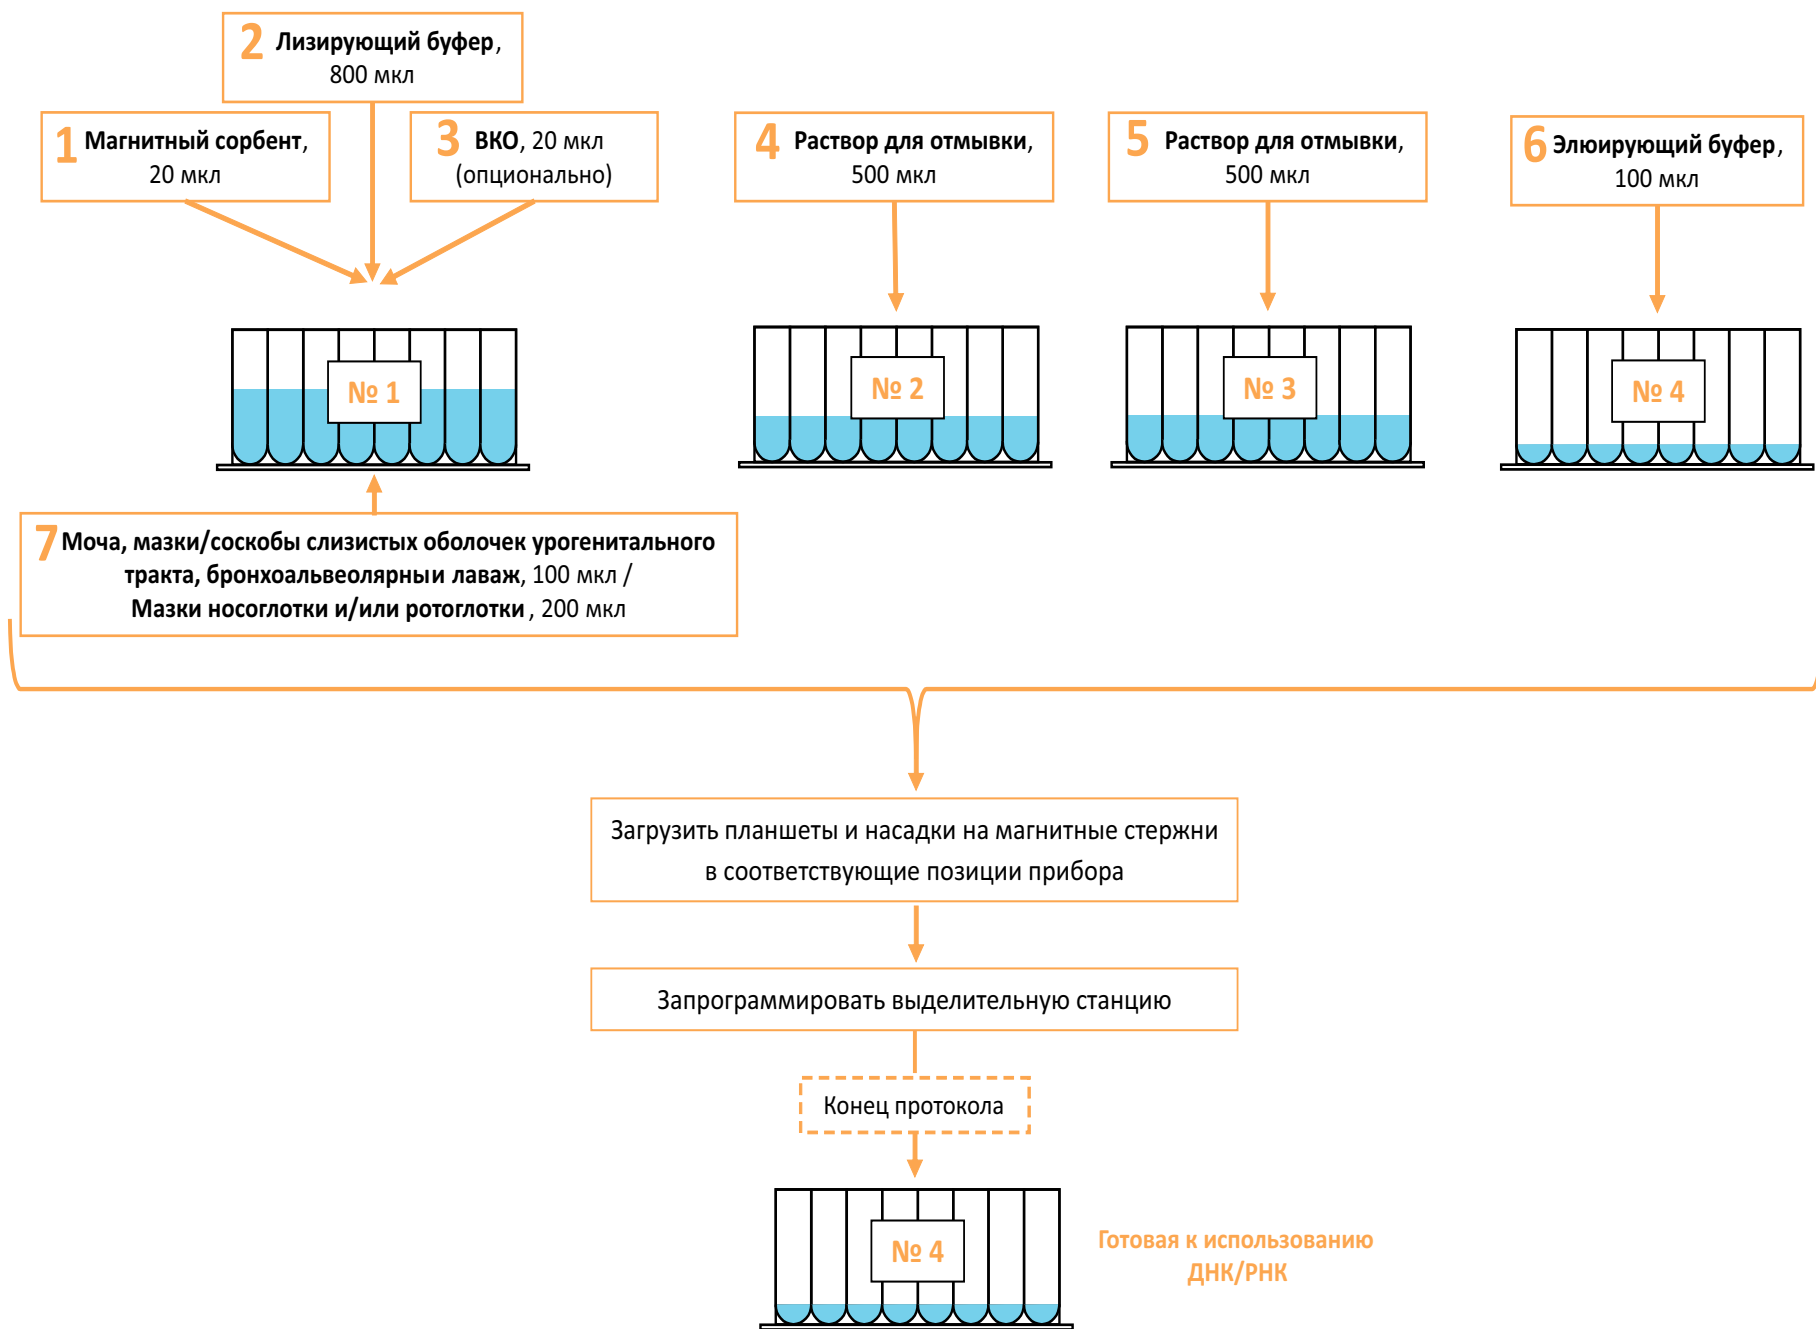 2 Лизирующий буфер,
800 мкл
1 Магнитный сорбент,
20 мкл
3 ВКО, 20 мкл
(опционально)
4 Раствор для отмывки,
500 мкл
5 Раствор для отмывки,
500 мкл
6 Элюирующий буфер,
100 мкл
№ 1
№ 2
№ 3
№ 4
7 Моча, мазки/соскобы слизистых оболочек урогенитального
тракта, бронхоальвеолярныи лаваж, 100 мкл /
Мазки носоглотки и/или ротоглотки, 200 мкл
Загрузить планшеты и насадки на магнитные стержни
в соответствующие позиции прибора
Запрограммировать выделительную станцию
Конец протокола
№ 4
Готовая к использованию
ДНК/РНК